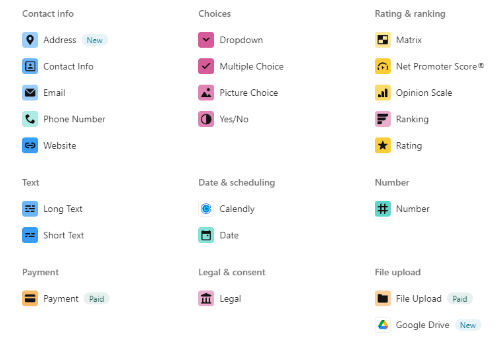 Contact info
Address New
Contact Info
Email
Phone Number
Website
Choices
Dropdown
Multiple Choice
Picture Choice
Yes/No
Rating & ranking
Matrix
Net Promoter Score®
Opinion Scale
Ranking
Rating
Text
Long Text
Short Text
Date & scheduling
Calendly
Date
Number
Number
Payment
Payment Paid
Legal & consent
Legal
File upload
File Upload Paid
Google Drive New